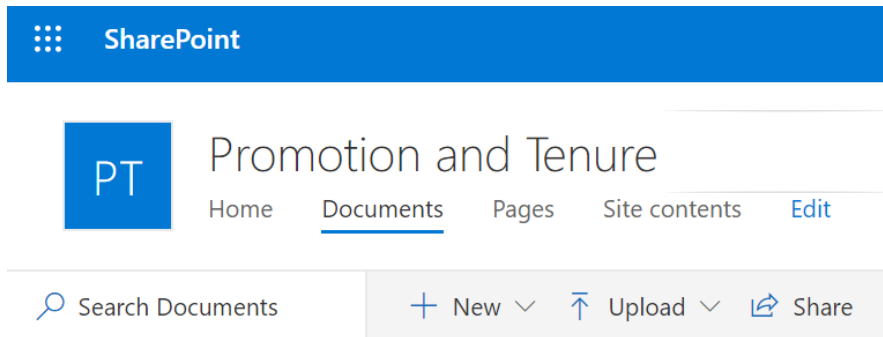 SharePoint
PT
Promotion and Tenure
Home Documents Pages Site contents Edit
Search Documents New Upload Share